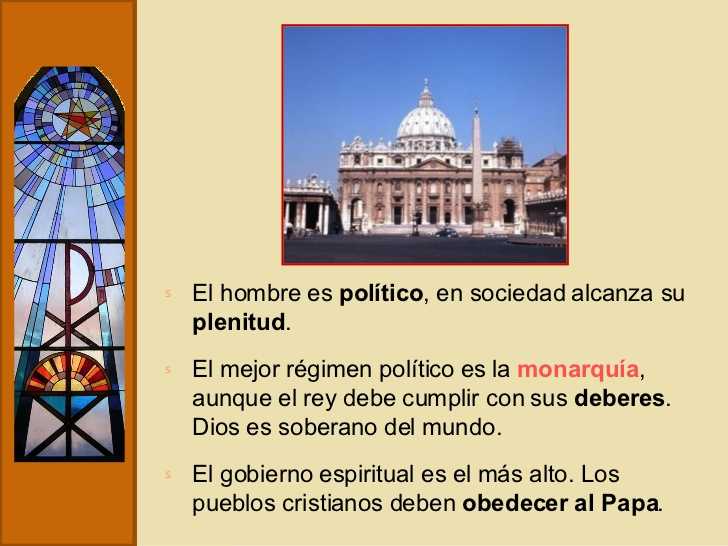 s El hombre es político, en sociedad alcanza su
plenitud.
s El mejor régimen político es la monarquía,
aunque el rey debe cumplir con sus deberes.
Dios es soberano del mundo.
s El gobierno espiritual es el más alto. Los
pueblos cristianos deben obedecer al Papa.